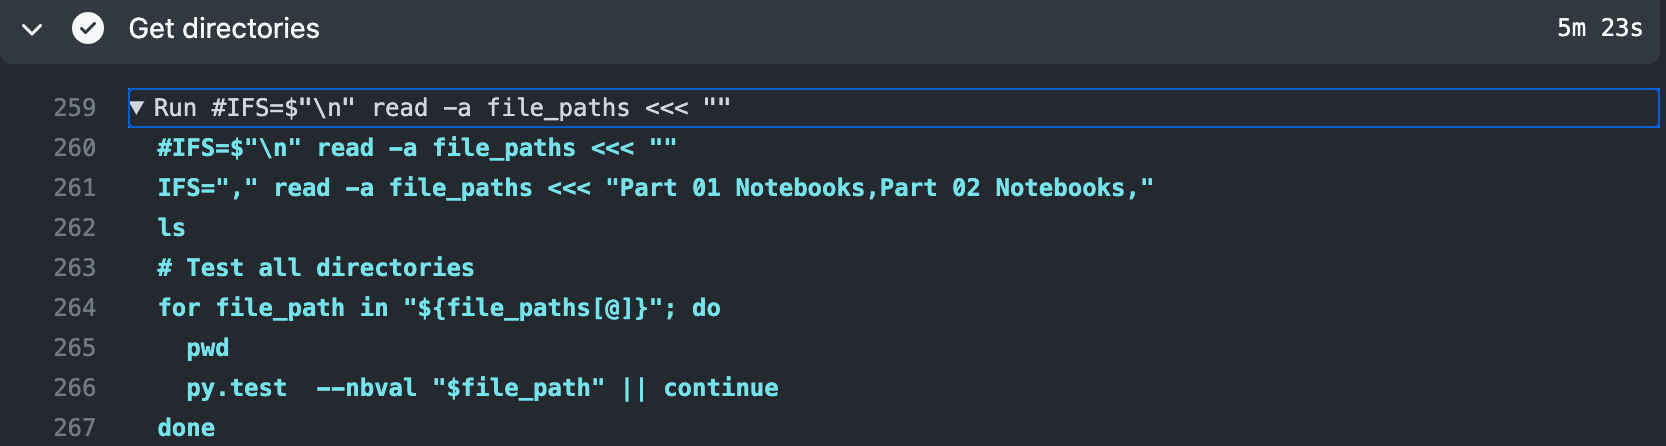 Get directories 5m 23s
259 ▼ Run #IFS=$"\n" read -a file_paths <<< ""
260 #IFS=$"\n" read -a file_paths <<< ""
261 IFS="," read -a file_paths <<< "Part 01 Notebooks,Part 02 Notebooks,"
262 ls
263 # Test all directories
264 for file_path in "${file_paths[@]}"; do
265   pwd
266   py.test  --nbval "$file_path" || continue
267 done